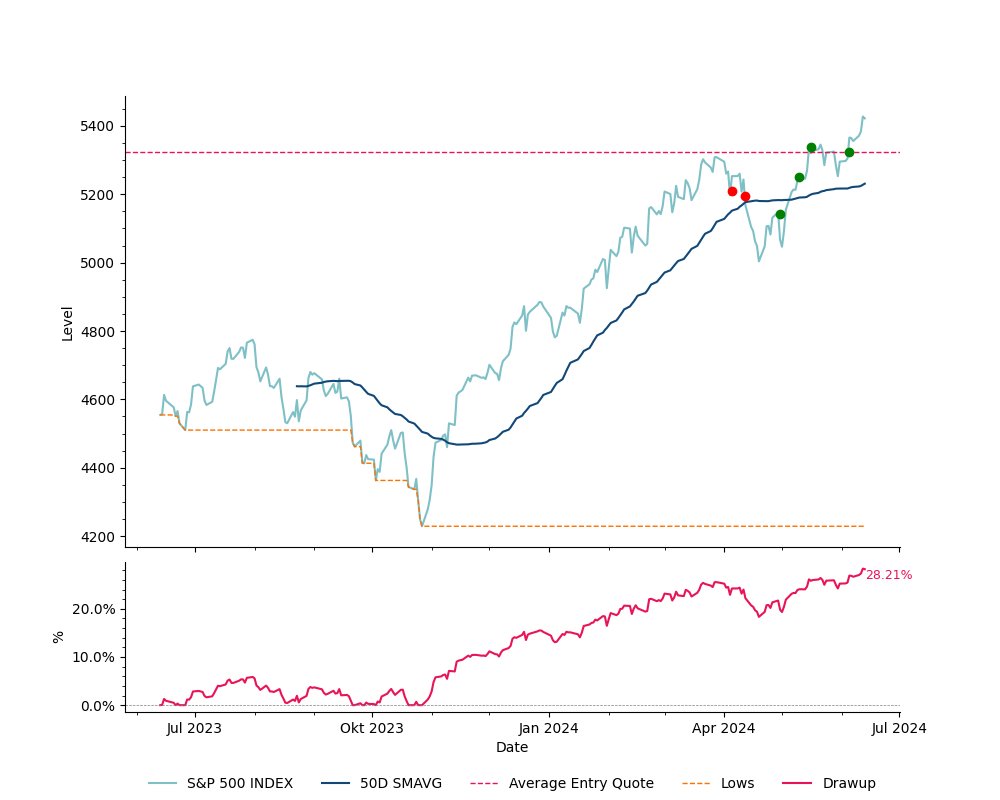 5400
5200
5000
4800
4600
4400
4200
Level
28.21%
20.0%
10.0%
0.0%
%
Jul 2023
Okt 2023
Jan 2024
Apr 2024
Jul 2024
Date
S&P 500 INDEX
50D SMAVG
Average Entry Quote
Lows
Drawup